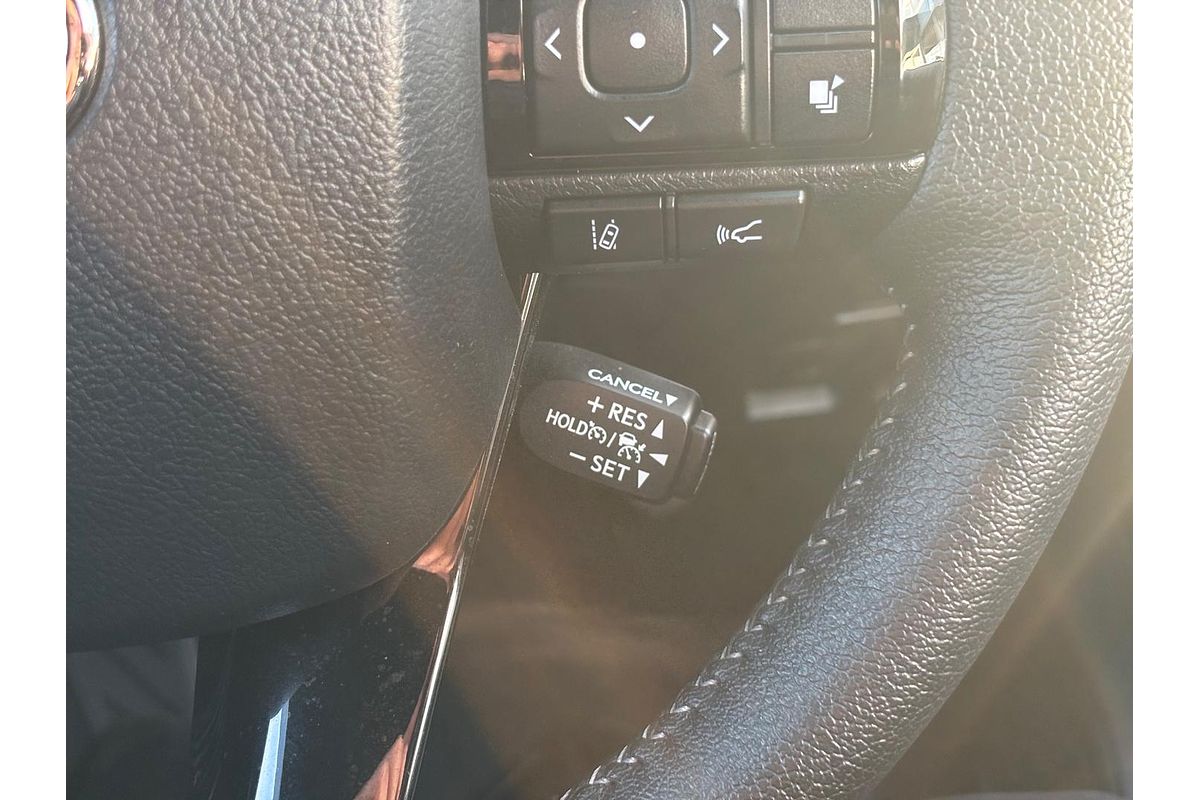 CANCEL▼
+ RES ▲
HOLD / ◀
− SET ▼